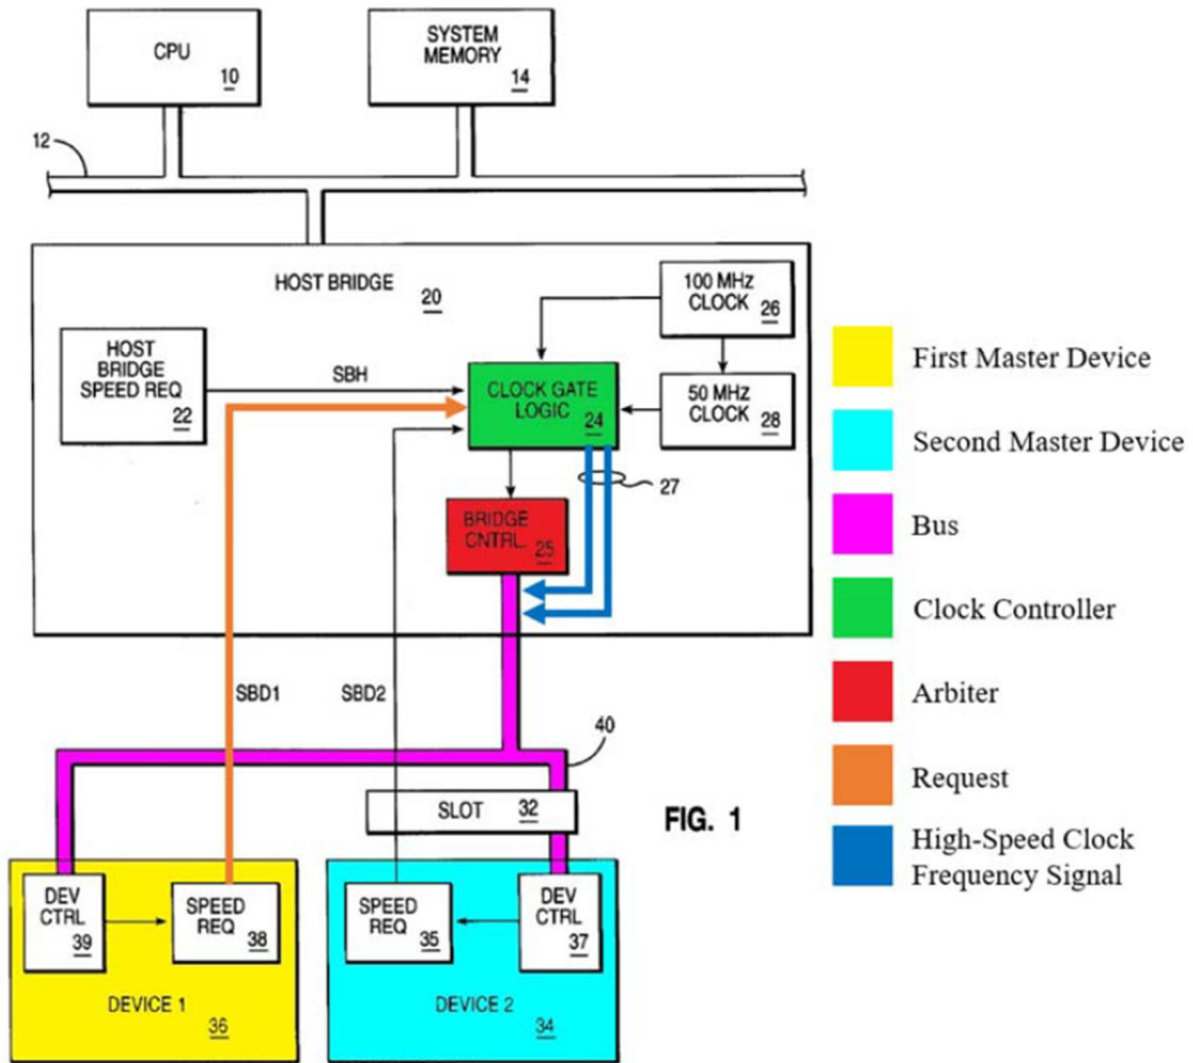 CPU
10
SYSTEM
MEMORY
14
12
HOST BRIDGE
20
100 MHz
CLOCK
26
HOST
BRIDGE
SPEED REQ
22
SBH
CLOCK GATE
LOGIC
24
50 MHz
CLOCK
28
27
BRIDGE
CNTRL.
25
SBD1
SBD2
40
SLOT 32
FIG. 1
DEV
CTRL
39
SPEED
REQ
38
DEVICE 1
36
SPEED
REQ
35
DEV
CTRL
37
DEVICE 2
34
First Master Device
Second Master Device
Bus
Clock Controller
Arbiter
Request
High-Speed Clock
Frequency Signal